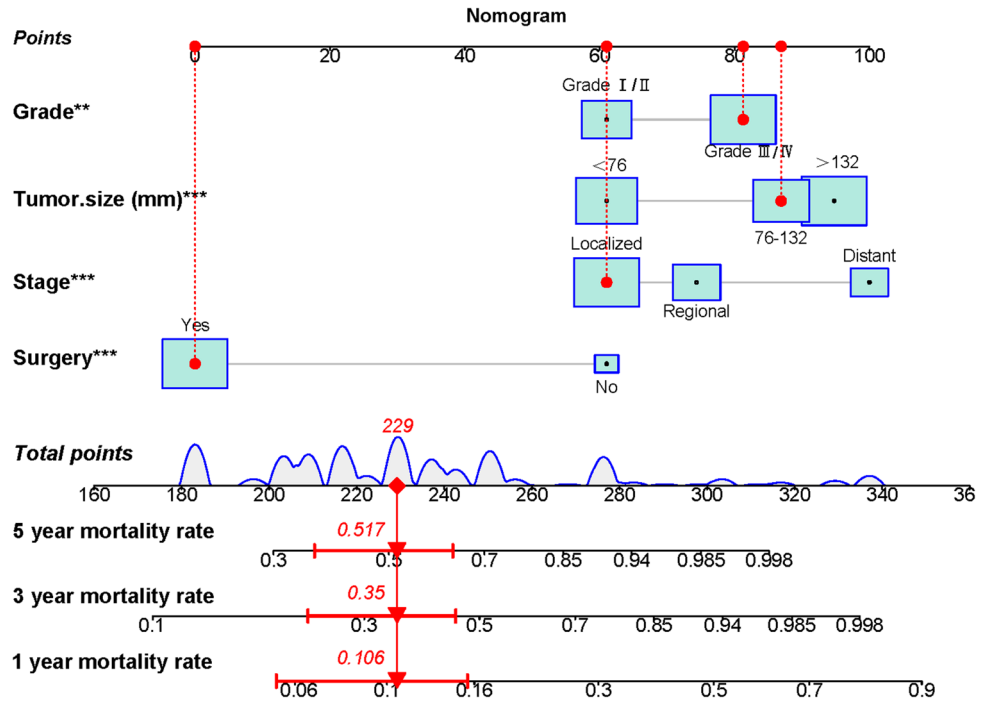 Nomogram
Points
0 20 40 60 80 100
Grade Ⅰ/Ⅱ
Grade**
Grade Ⅲ/Ⅳ
<76 >132
Tumor.size (mm)***
76-132
Localized Distant
Stage***
Regional
Yes
Surgery***
No
229
Total points
160 180 200 220 240 260 280 300 320 340 36
0.517
5 year mortality rate
0.3 0.5 0.7 0.85 0.94 0.985 0.998
0.35
3 year mortality rate
0.1 0.3 0.5 0.7 0.85 0.94 0.985 0.998
0.106
1 year mortality rate
0.06 0.1 0.16 0.3 0.5 0.7 0.9